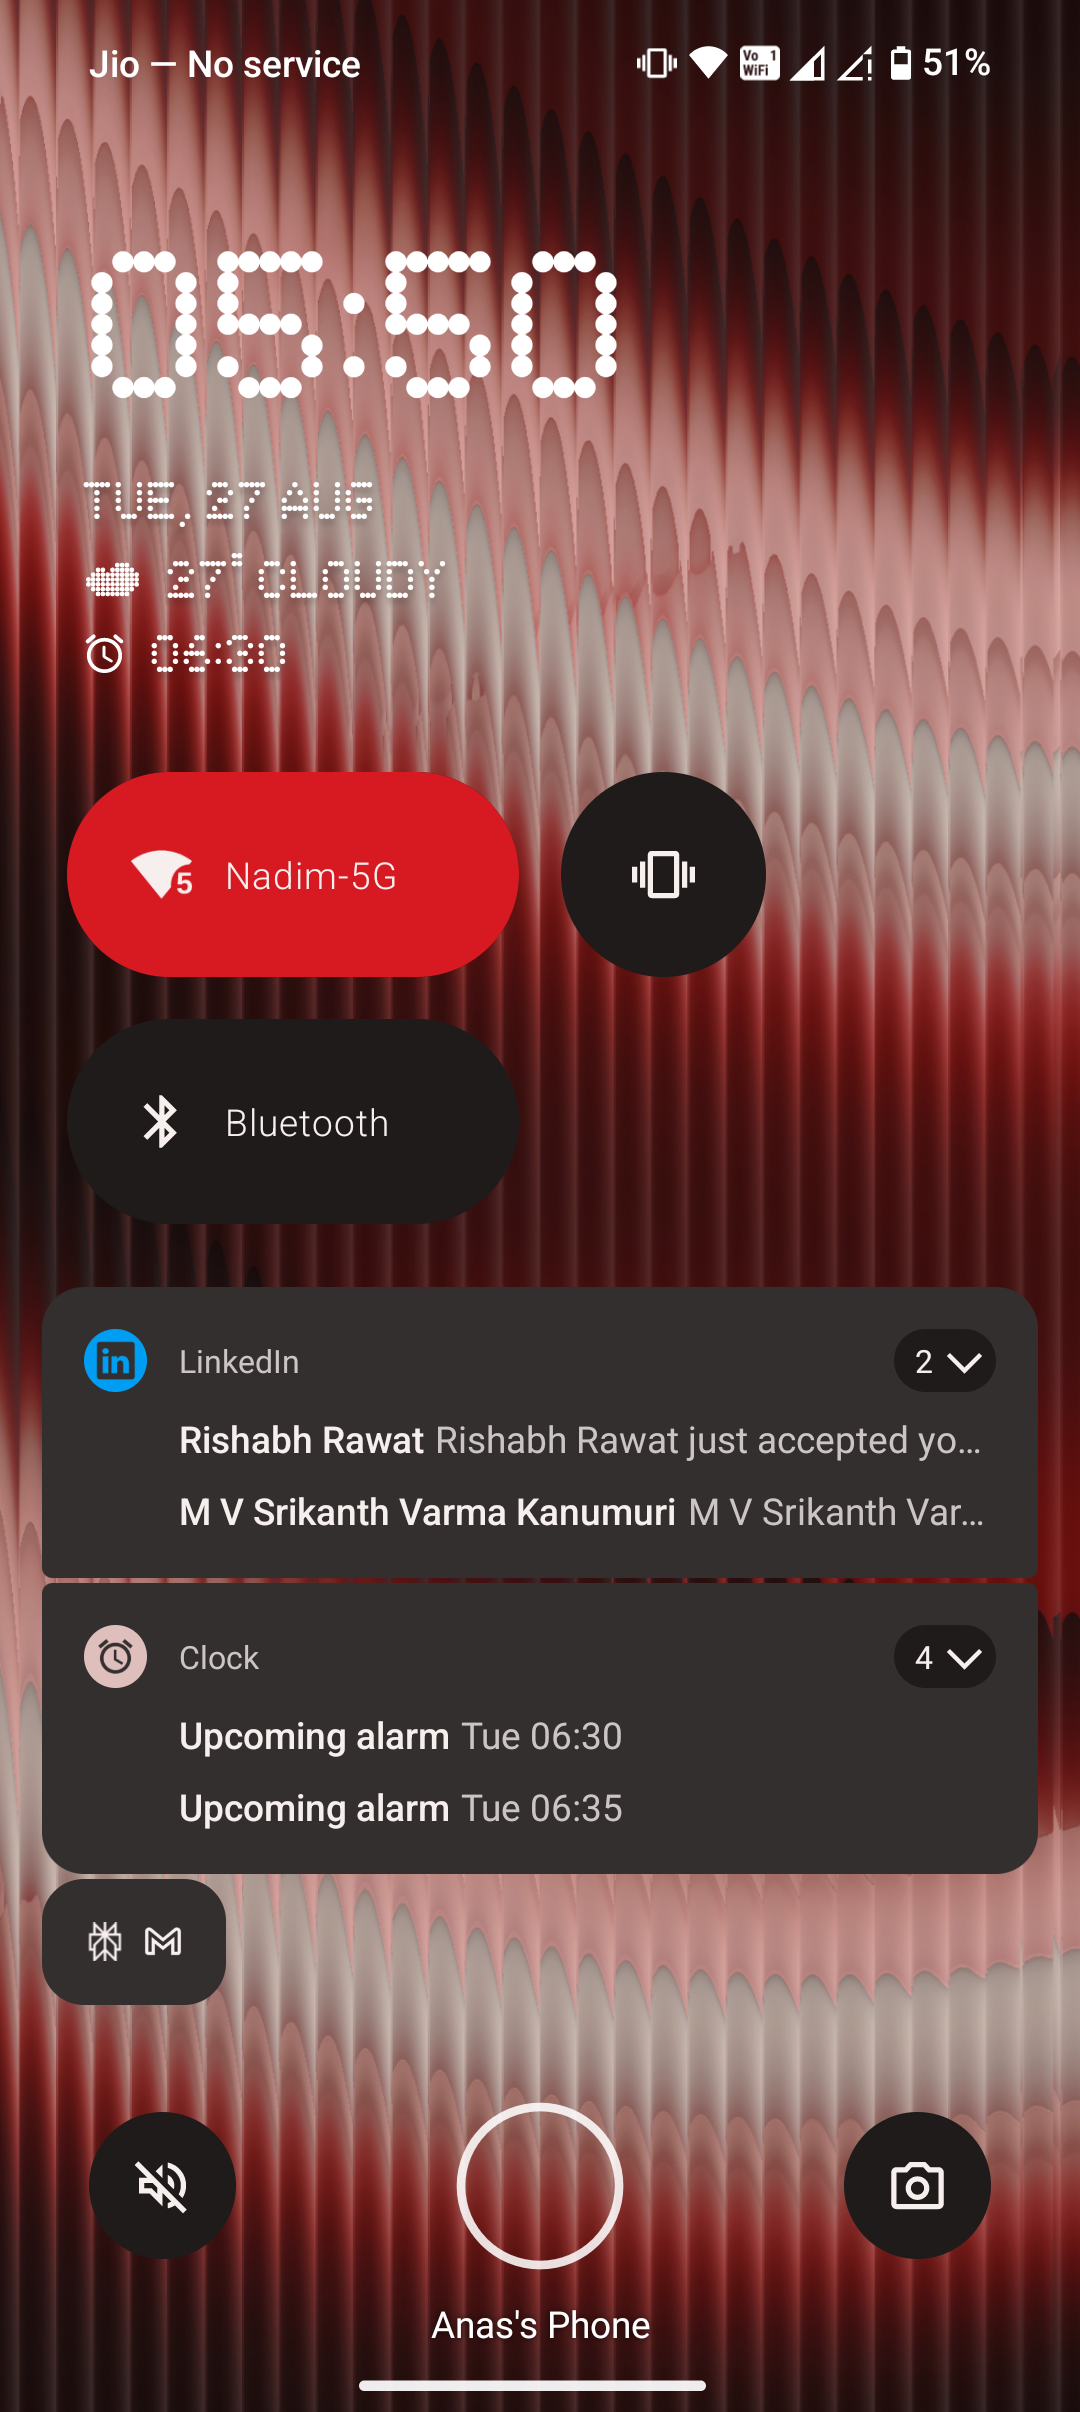 Jio — No service
Vo 1 WiFi
51%
05:50
TUE, 27 AUG
27° CLOUDY
06:30
5
Nadim-5G
Bluetooth
LinkedIn
2
Rishabh Rawat Rishabh Rawat just accepted yo...
M V Srikanth Varma Kanumuri M V Srikanth Var...
Clock
4
Upcoming alarm Tue 06:30
Upcoming alarm Tue 06:35
Anas's Phone